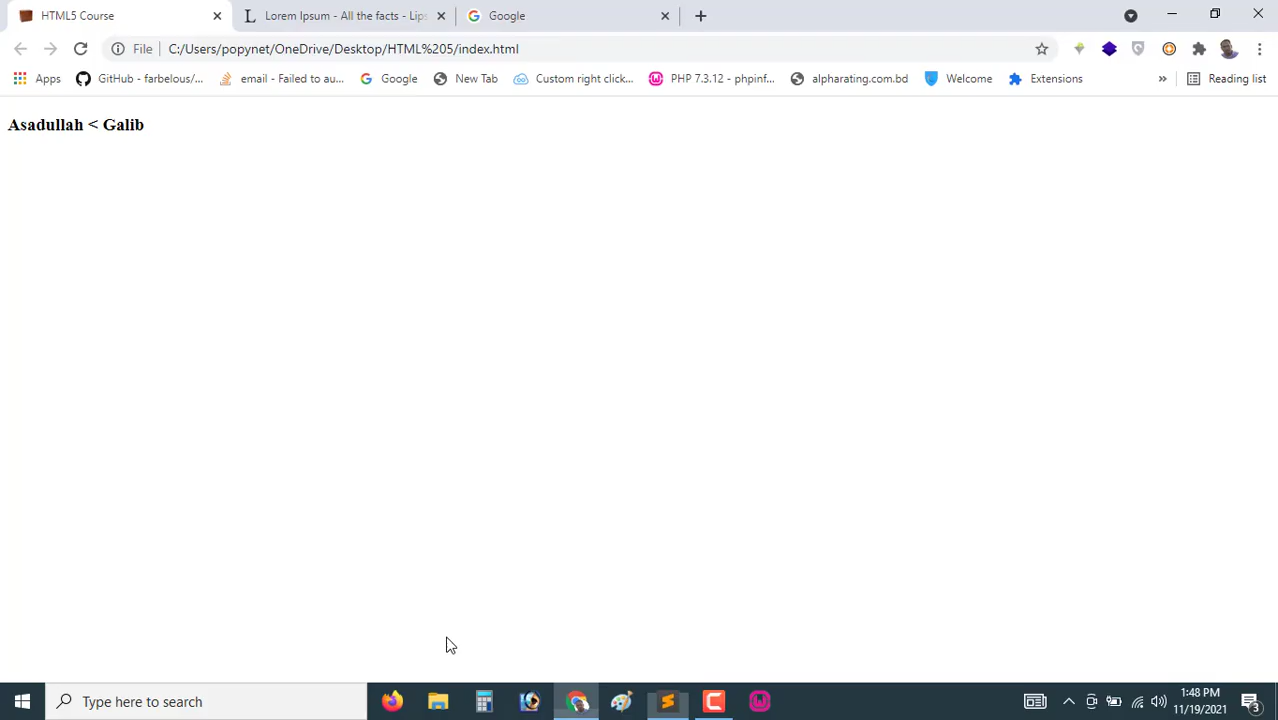 HTML5 Course
Lorem Ipsum - All the facts - Lips
Google
File
C:/Users/popynet/OneDrive/Desktop/HTML%205/index.html
Apps
GitHub - farbelous/...
email - Failed to au...
Google
New Tab
Custom right click...
PHP 7.3.12 - phpinf...
alpharating.com.bd
Welcome
Extensions
»
Reading list
Asadullah < Galib
Type here to search
1:48 PM
11/19/2021
3